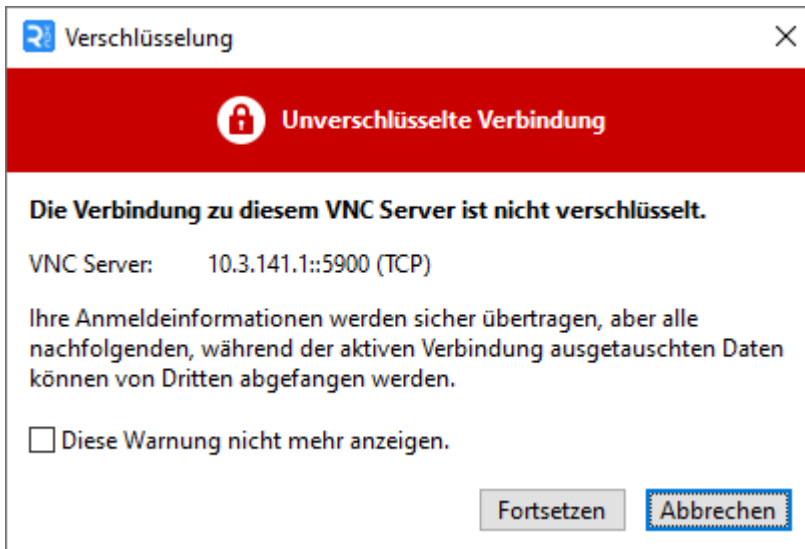 Verschlüsselung
Unverschlüsselte Verbindung
Die Verbindung zu diesem VNC Server ist nicht verschlüsselt.
VNC Server: 10.3.141.1::5900 (TCP)
Ihre Anmeldeinformationen werden sicher übertragen, aber alle
nachfolgenden, während der aktiven Verbindung ausgetauschten Daten
können von Dritten abgefangen werden.
Diese Warnung nicht mehr anzeigen.
Fortsetzen Abbrechen